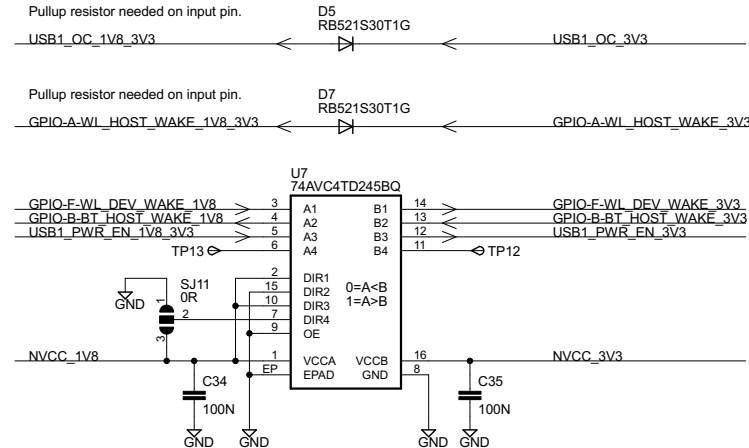 Pullup resistor needed on input pin.
D5
RB521S30T1G
USB1_OC_1V8_3V3
USB1_OC_3V3
Pullup resistor needed on input pin.
D7
RB521S30T1G
GPIO-A-WL_HOST_WAKE_1V8_3V3
GPIO-A-WL_HOST_WAKE_3V3
U7
74AVC4TD245BQ
GPIO-F-WL_DEV_WAKE_1V8 3 A1 B1 14 GPIO-F-WL_DEV_WAKE_3V3
GPIO-B-BT_HOST_WAKE_1V8 4 A2 B2 13 GPIO-B-BT_HOST_WAKE_3V3
USB1_PWR_EN_1V8_3V3 5 A3 B3 12 USB1_PWR_EN_3V3
TP13 6 A4 B4 11 TP12
2 DIR1
15 DIR2 0=A<B
10 DIR3 1=A>B
7 DIR4
9 OE
SJ11
0R
GND 1 2 3
NVCC_1V8 1 VCCA VCCB 16 NVCC_3V3
EP EPAD GND 8
C34
100N
C35
100N
GND GND GND GND